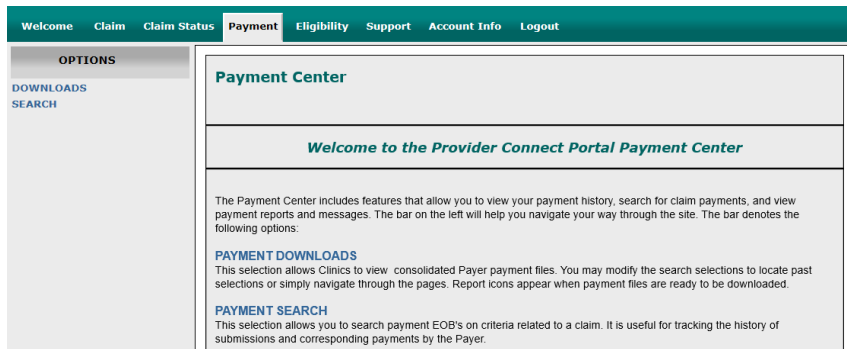 Welcome Claim Claim Status Payment Eligibility Support Account Info Logout
OPTIONS
DOWNLOADS
SEARCH
Payment Center
Welcome to the Provider Connect Portal Payment Center
The Payment Center includes features that allow you to view your payment history, search for claim payments, and view
payment reports and messages. The bar on the left will help you navigate your way through the site. The bar denotes the
following options:
PAYMENT DOWNLOADS
This selection allows Clinics to view consolidated Payer payment files. You may modify the search selections to locate past
selections or simply navigate through the pages. Report icons appear when payment files are ready to be downloaded.
PAYMENT SEARCH
This selection allows you to search payment EOB's on criteria related to a claim. It is useful for tracking the history of
submissions and corresponding payments by the Payer.